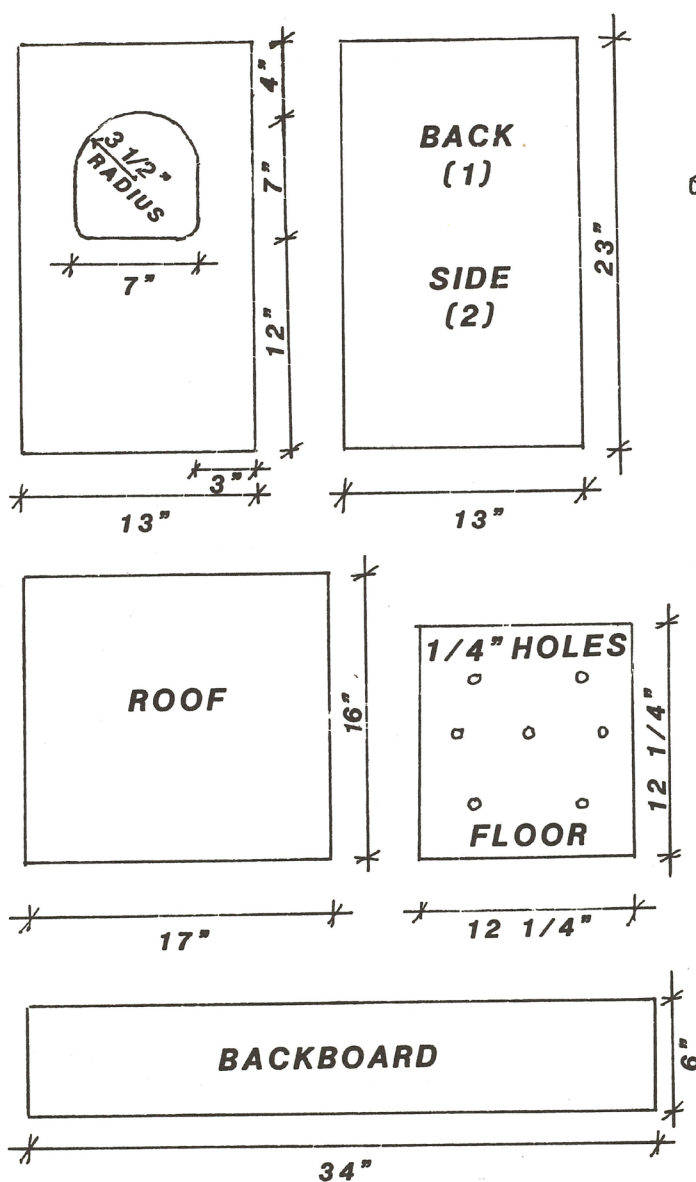 4"
3 1/2"
RADIUS
7"
7"
12"
3"
13"
BACK
(1)
SIDE
(2)
23"
13"
ROOF
16"
17"
1/4" HOLES
FLOOR
12 1/4"
12 1/4"
BACKBOARD
6"
34"